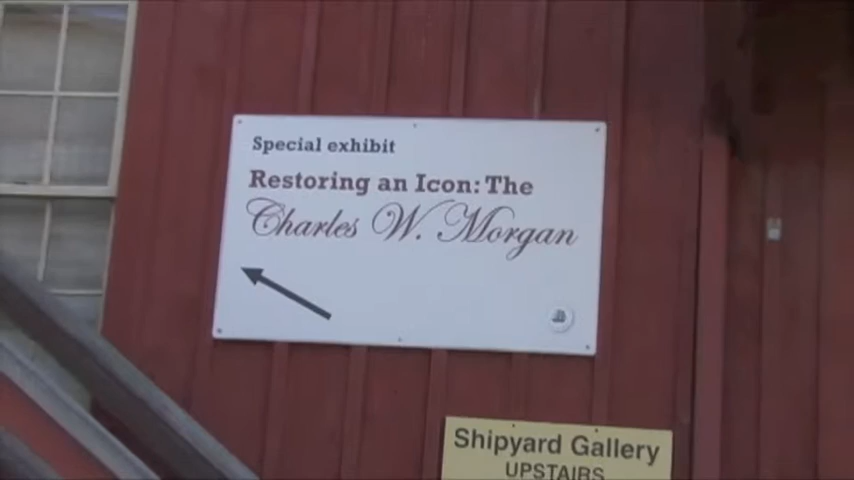 Special exhibit
Restoring an Icon: The
Charles W. Morgan
Shipyard Gallery
UPSTAIRS